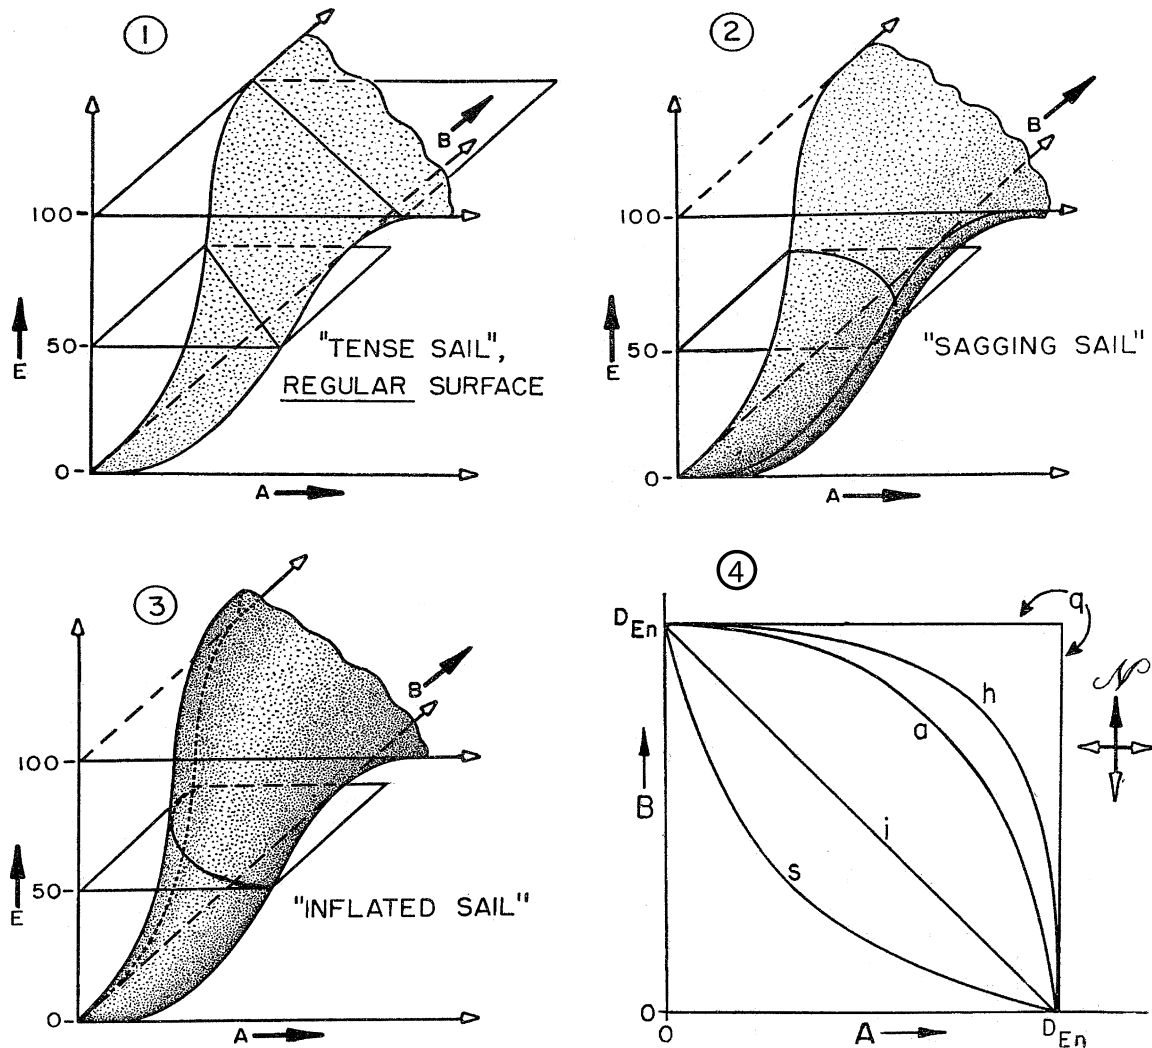 1
B
100
50
E
0
A
"TENSE SAIL",
REGULAR SURFACE
2
B
100
50
E
0
A
"SAGGING SAIL"
3
B
100
50
E
0
A
"INFLATED SAIL"
4
D En
q
N
h
a
i
s
B
0
0
A
D En